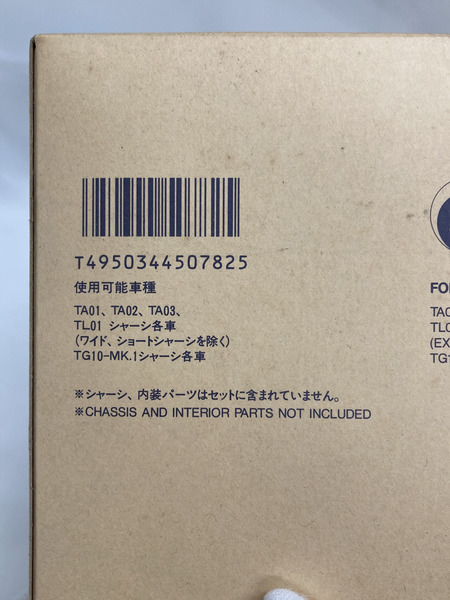 T4950344507825
使用可能車種
TA01、TA02、TA03、
TL01 シャーシ各車
(ワイド、ショートシャーシを除く)
TG10-MK.1シャーシ各車
※シャーシ、内装パーツはセットに含まれていません。
※CHASSIS AND INTERIOR PARTS NOT INCLUDED